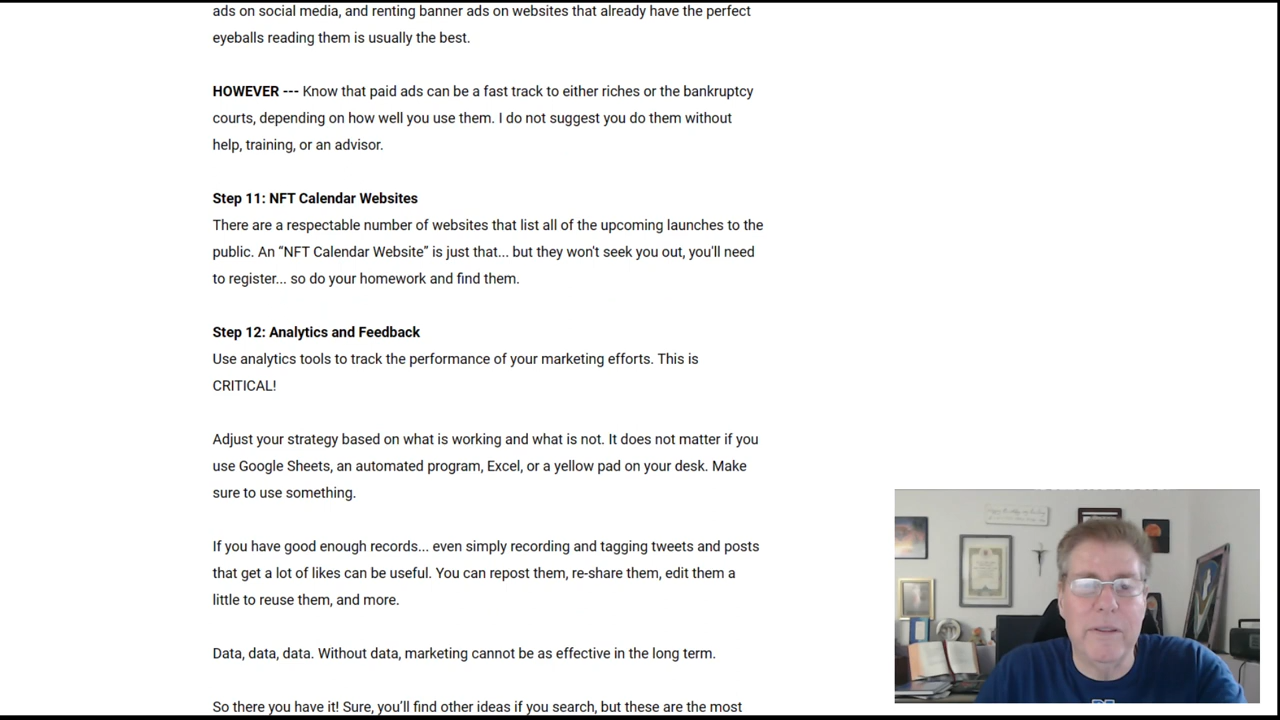 ads on social media, and renting banner ads on websites that already have the perfect
eyeballs reading them is usually the best.
HOWEVER --- Know that paid ads can be a fast track to either riches or the bankruptcy
courts, depending on how well you use them. I do not suggest you do them without
help, training, or an advisor.
Step 11: NFT Calendar Websites
There are a respectable number of websites that list all of the upcoming launches to the
public. An “NFT Calendar Website” is just that... but they won't seek you out, you'll need
to register... so do your homework and find them.
Step 12: Analytics and Feedback
Use analytics tools to track the performance of your marketing efforts. This is
CRITICAL!
Adjust your strategy based on what is working and what is not. It does not matter if you
use Google Sheets, an automated program, Excel, or a yellow pad on your desk. Make
sure to use something.
If you have good enough records... even simply recording and tagging tweets and posts
that get a lot of likes can be useful. You can repost them, re-share them, edit them a
little to reuse them, and more.
Data, data, data. Without data, marketing cannot be as effective in the long term.
So there you have it! Sure, you’ll find other ideas if you search, but these are the most